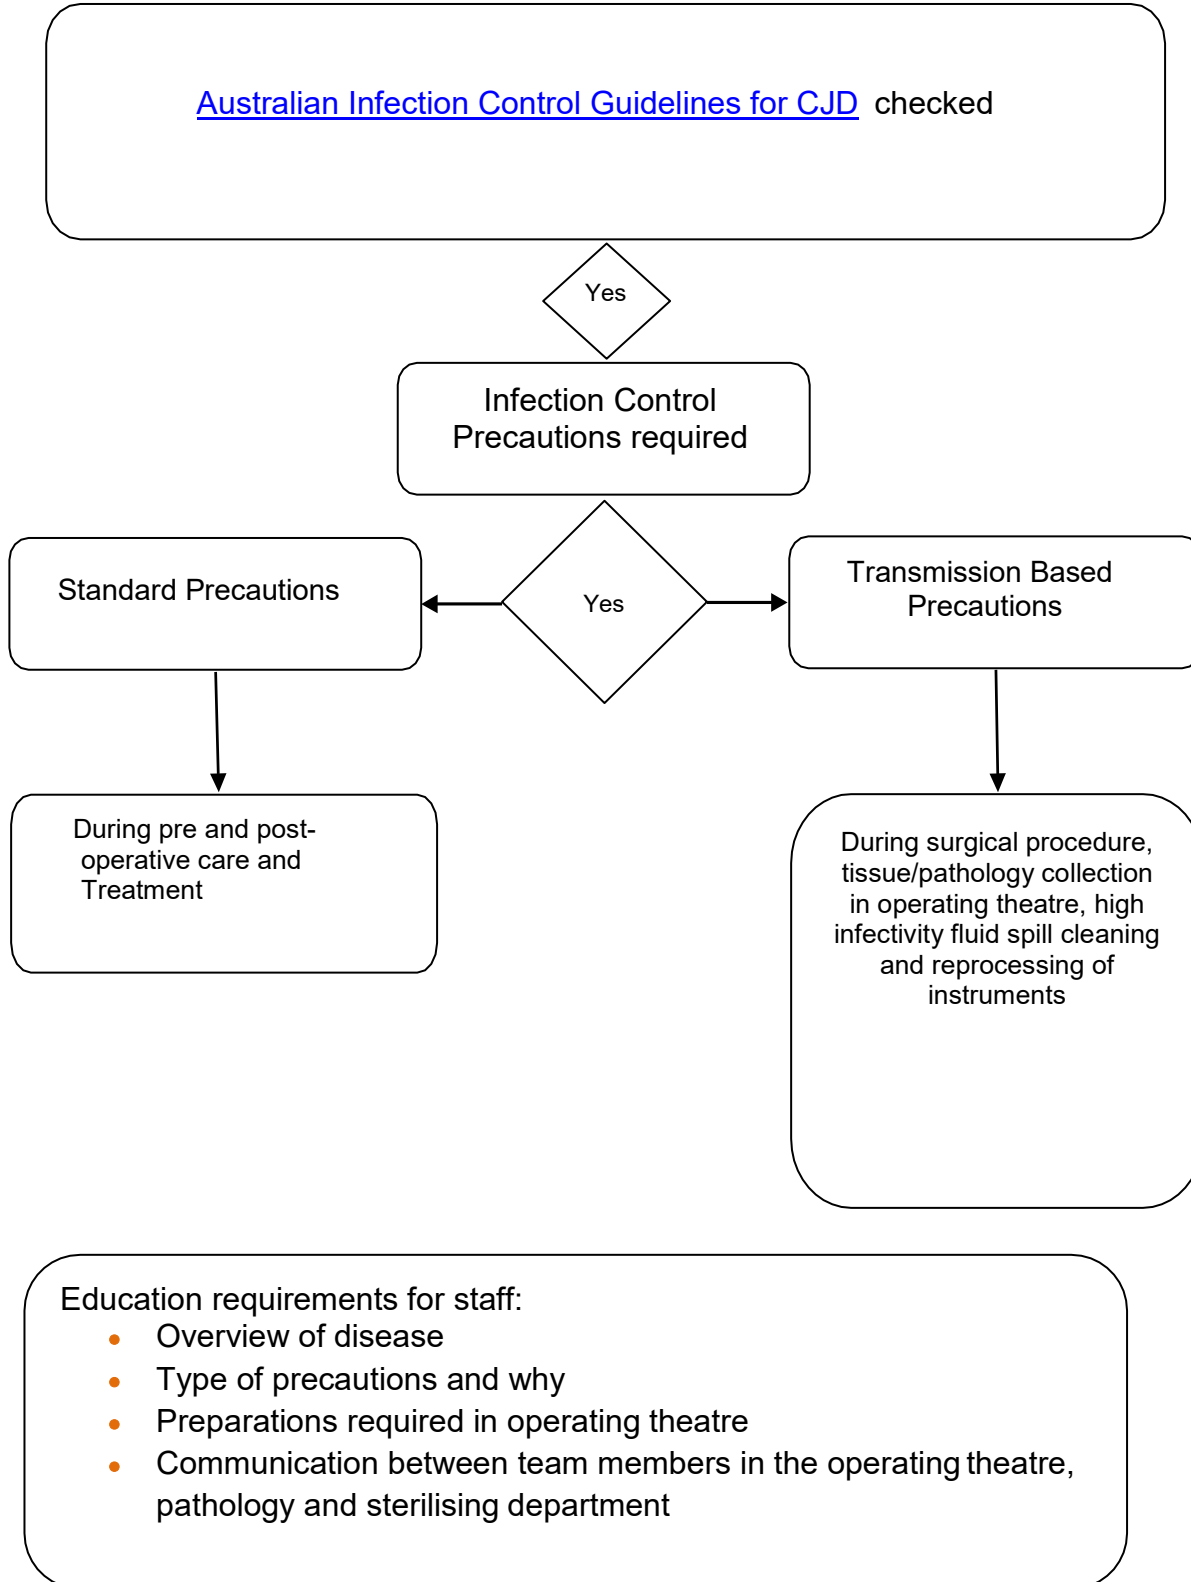 Australian Infection Control Guidelines for CJD checked
Yes
Infection Control
Precautions required
Standard Precautions
Yes
Transmission Based
Precautions
During pre and post-
operative care and
Treatment
During surgical procedure,
tissue/pathology collection
in operating theatre, high
infectivity fluid spill cleaning
and reprocessing of
instruments
Education requirements for staff:
• Overview of disease
• Type of precautions and why
• Preparations required in operating theatre
• Communication between team members in the operating theatre,
pathology and sterilising department